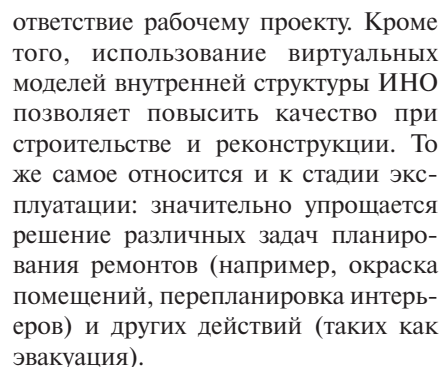 ответствие рабочему проекту. Кроме
того, использование виртуальных
моделей внутренней структуры ИНО
позволяет повысить качество при
строительстве и реконструкции. То
же самое относится и к стадии экс-
плуатации: значительно упрощается
решение различных задач планиро-
вания ремонтов (например, окраска
помещений, перепланировка интерь-
еров) и других действий (таких как
эвакуация).